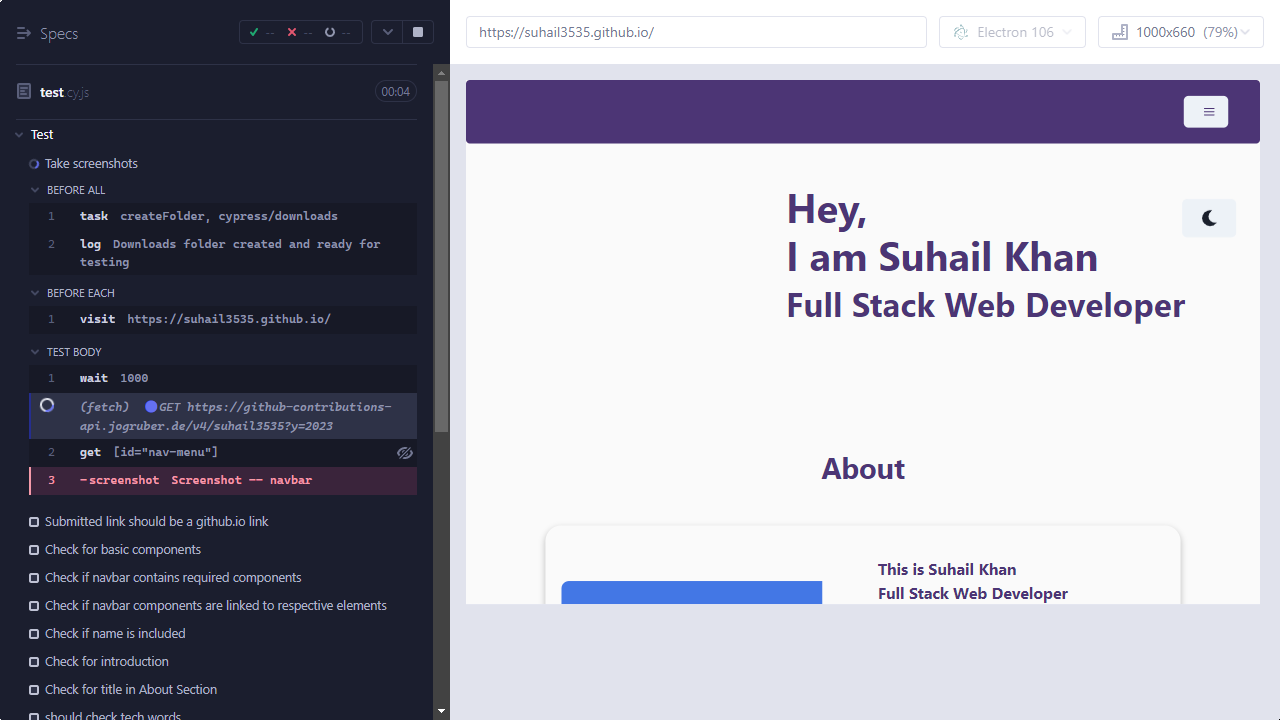 Specs
-- -- --
test.cy.js
00:04
Test
Take screenshots
BEFORE ALL
1 task createFolder, cypress/downloads
2 log Downloads folder created and ready for
testing
BEFORE EACH
1 visit https://suhail3535.github.io/
TEST BODY
1 wait 1000
(fetch) GET https://github-contributions-
api.jogruber.de/v4/suhail3535?y=2023
2 get [id="nav-menu"]
3 -screenshot Screenshot -- navbar
Submitted link should be a github.io link
Check for basic components
Check if navbar contains required components
Check if navbar components are linked to respective elements
Check if name is included
Check for introduction
Check for title in About Section
should check tech words
https://suhail3535.github.io/
Electron 106
1000x660 (79%)
Hey,
I am Suhail Khan
Full Stack Web Developer
About
This is Suhail Khan
Full Stack Web Developer